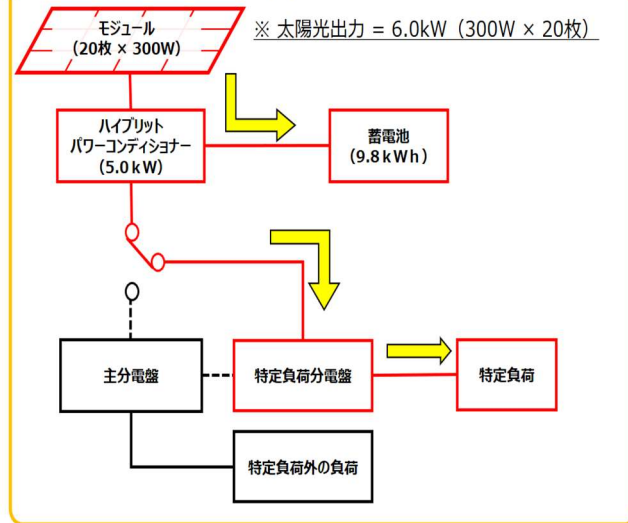 モジュール
(20枚 × 300W)
※ 太陽光出力 = 6.0kW（300W × 20枚）
ハイブリット
パワーコンディショナー
(5.0kW)
蓄電池
(9.8kWh)
主分電盤
特定負荷分電盤
特定負荷
特定負荷外の負荷